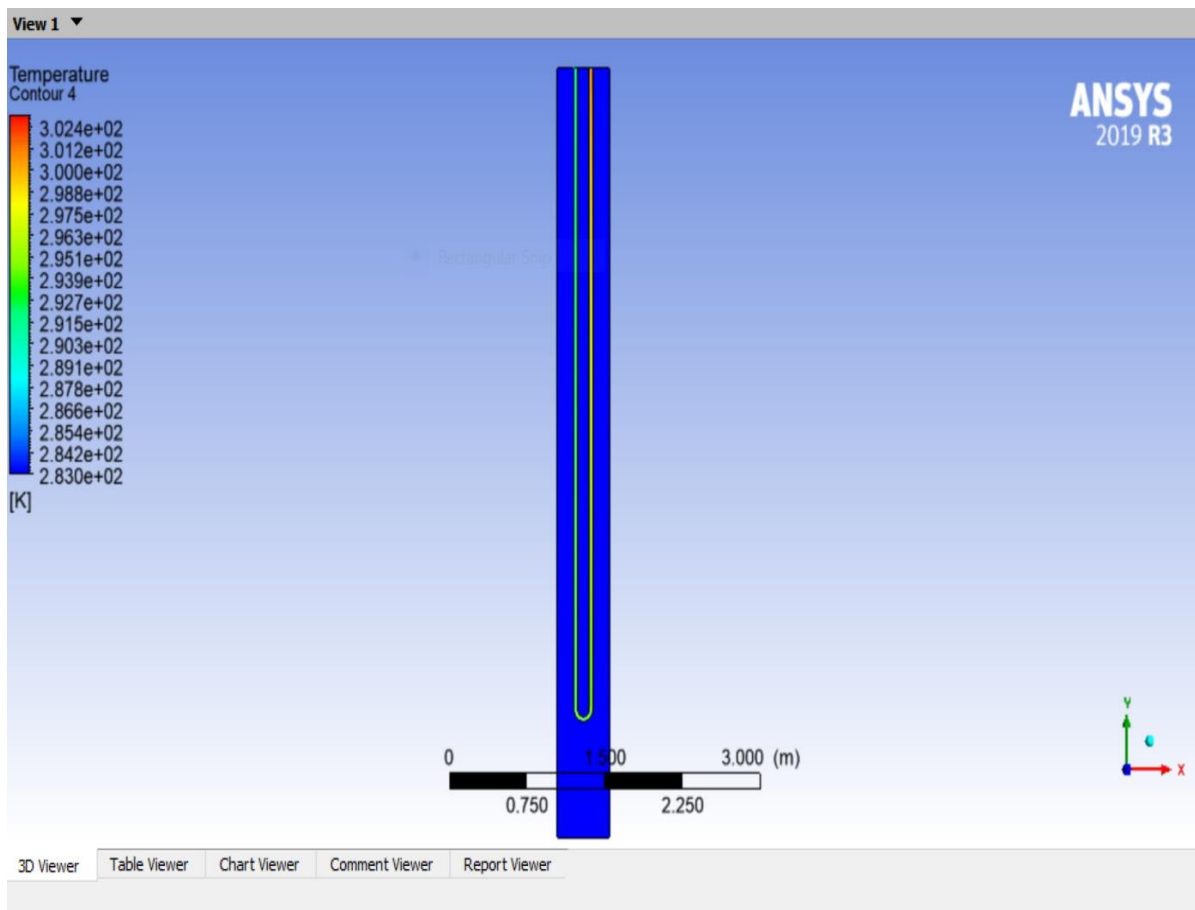 View 1
Temperature
Contour 4
3.024e+02
3.012e+02
3.000e+02
2.988e+02
2.975e+02
2.963e+02
2.951e+02
2.939e+02
2.927e+02
2.915e+02
2.903e+02
2.891e+02
2.878e+02
2.866e+02
2.854e+02
2.842e+02
2.830e+02
[K]
ANSYS
2019 R3
Rectangular Snip
0 1.500 3.000 (m)
0.750 2.250
Y
X
3D Viewer Table Viewer Chart Viewer Comment Viewer Report Viewer